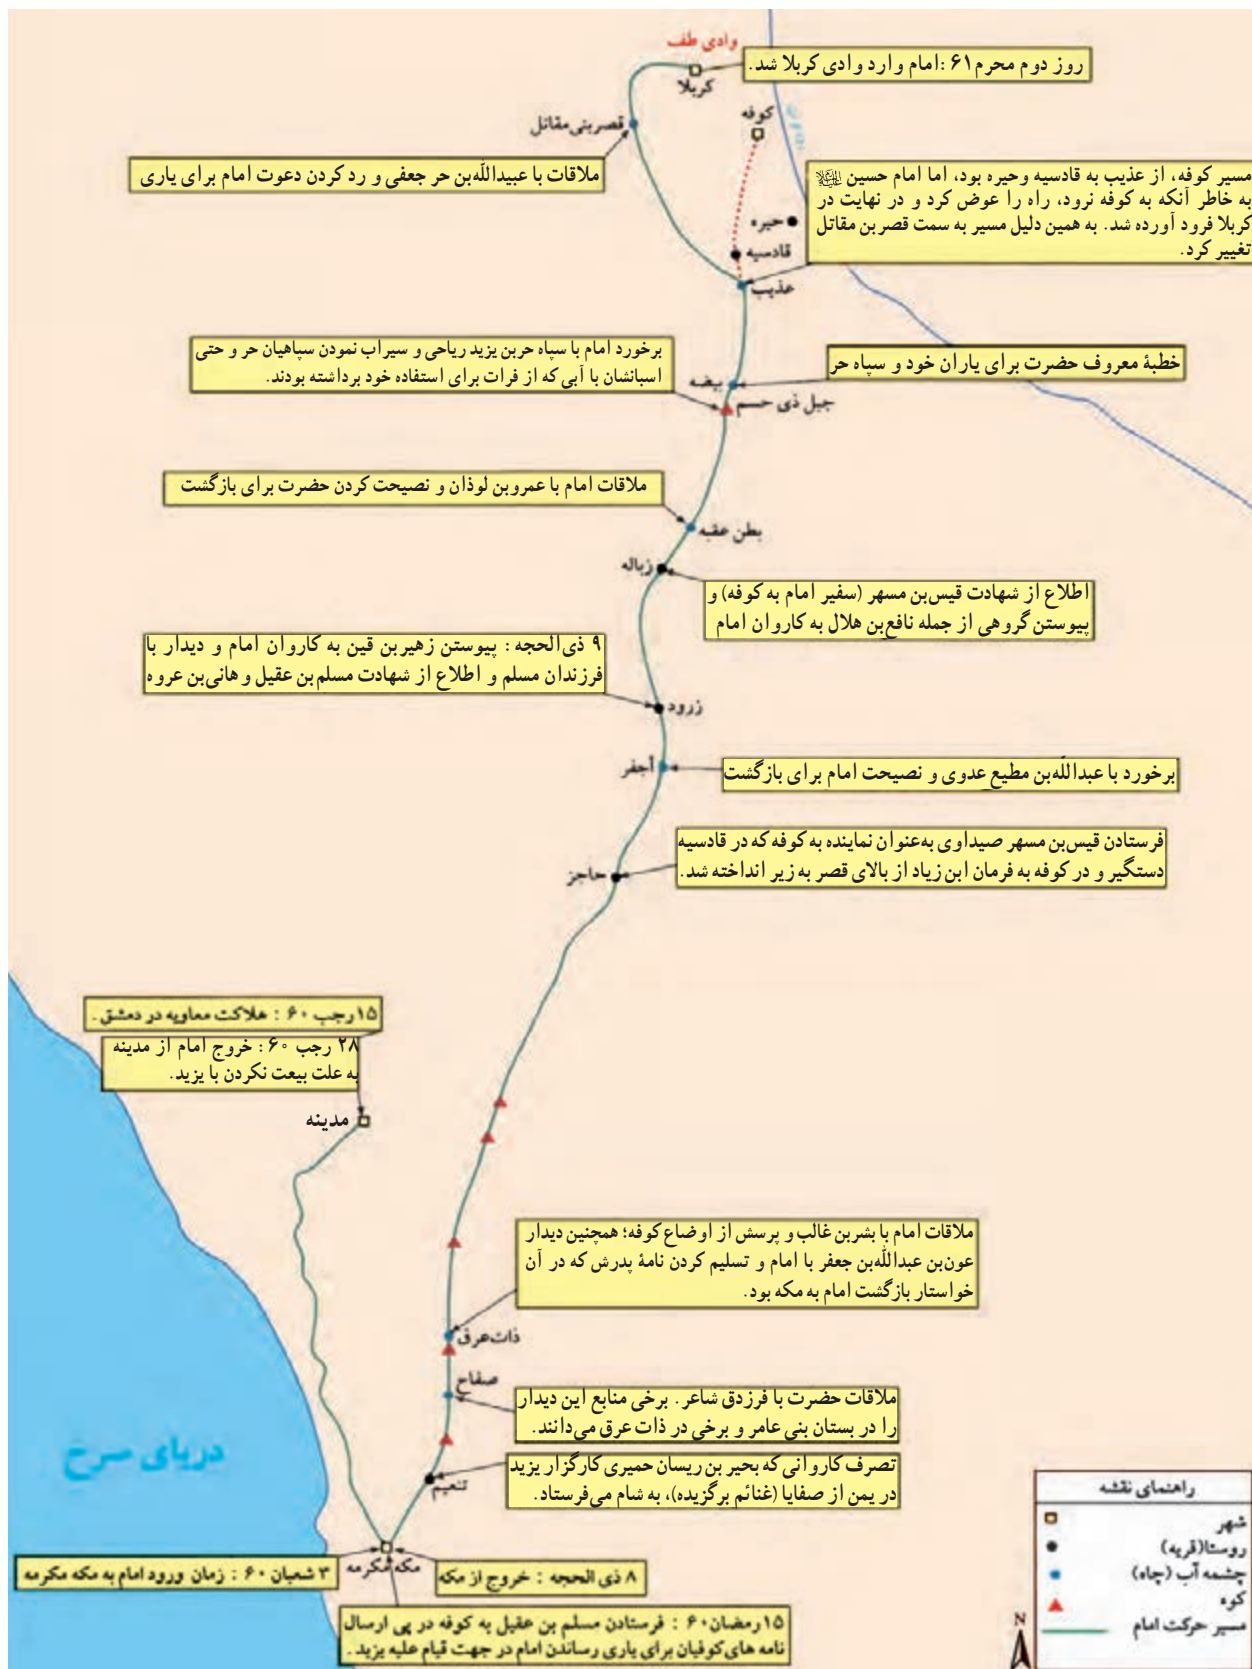 وادی طف
روز دوم محرم ۶۱: امام وارد وادی کربلا شد.
کربلا
کوفه
قصر بنی مقاتل
ملاقات با عبیدالله‌بن حر جعفی و رد کردن دعوت امام برای یاری
مسیر کوفه، از عذیب به قادسیه وحیره بود، اما امام حسین
به خاطر آنکه به کوفه نرود، راه را عوض کرد و در نهایت در
کربلا فرود آورده شد. به همین دلیل مسیر به سمت قصر بن مقاتل
تغییر کرد.
حیره
قادسیه
عذیب
برخورد امام با سپاه حربن یزید ریاحی و سیراب نمودن سپاهیان حر و حتی
اسبانشان با آبی که از فرات برای استفاده خود برداشته بودند.
خطبهٔ معروف حضرت برای یاران خود و سپاه حر
بیضه
جبل ذی حسم
ملاقات امام با عمروبن لوذان و نصیحت کردن حضرت برای بازگشت
بطن عقبه
زباله
اطلاع از شهادت قیس‌بن مسهر (سفیر امام به کوفه) و
پیوستن گروهی از جمله نافع‌بن هلال به کاروان امام
۹ ذی‌الحجه : پیوستن زهیربن قین به کاروان امام و دیدار با
فرزندان مسلم و اطلاع از شهادت مسلم‌بن عقیل و هانی‌بن عروه
زرود
أجفر
برخورد با عبدالله‌بن مطیع عدوی و نصیحت امام برای بازگشت
فرستادن قیس‌بن مسهر صیداوی به‌عنوان نماینده به کوفه که در قادسیه
دستگیر و در کوفه به فرمان ابن زیاد از بالای قصر به زیر انداخته شد.
حاجز
۱۵ رجب ۶۰ : هلاکت معاویه در دمشق.
۲۸ رجب ۶۰ : خروج امام از مدینه
به علت بیعت نکردن با یزید.
مدینه
ملاقات امام با بشربن غالب و پرسش از اوضاع کوفه؛ همچنین دیدار
عون‌بن عبدالله‌بن جعفر با امام و تسلیم کردن نامهٔ پدرش که در آن
خواستار بازگشت امام به مکه بود.
ذات عرق
صفاح
ملاقات حضرت با فرزدق شاعر. برخی منابع این دیدار
را در بستان بنی عامر و برخی در ذات عرق می‌دانند.
دریای سرخ
تصرف کاروانی که بحیر بن ریسان حمیری کارگزار یزید
در یمن از صفایا (غنائم برگزیده)، به شام می‌فرستاد.
تنعیم
مکه مکرمه
۳ شعبان ۶۰ : زمان ورود امام به مکه مکرمه
۸ ذی الحجه : خروج از مکه
۱۵ رمضان ۶۰ : فرستادن مسلم بن عقیل به کوفه در پی ارسال
نامه های کوفیان برای یاری رساندن امام در جهت قیام علیه یزید.
راهنمای نقشه
شهر
روستا(قریه)
چشمه آب (چاه)
کوه
مسیر حرکت امام
N